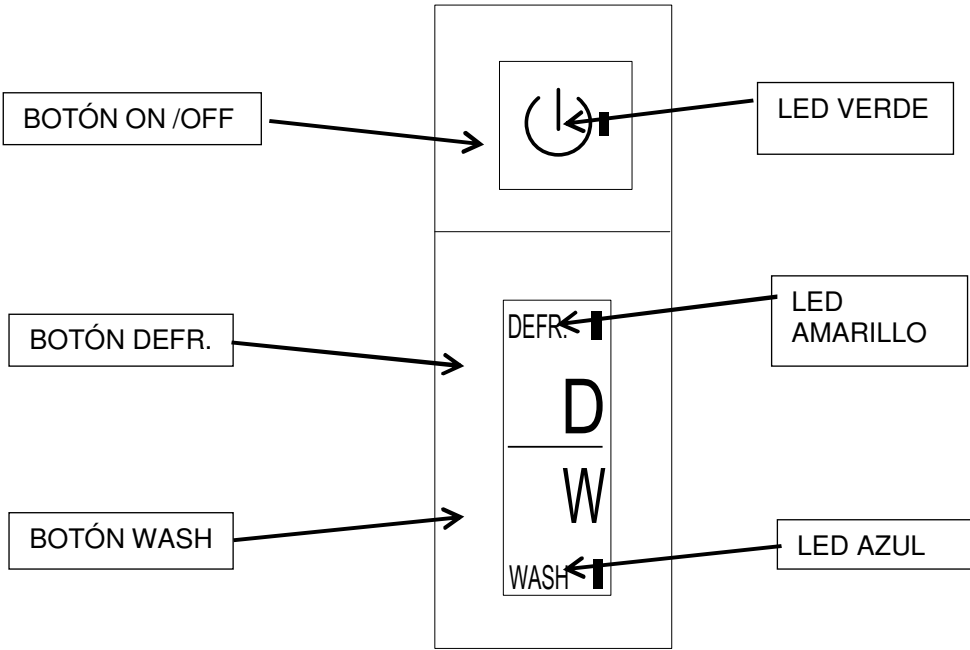 BOTÓN ON /OFF
LED VERDE
BOTÓN DEFR.
DEFR.
LED
AMARILLO
D
W
BOTÓN WASH
WASH
LED AZUL